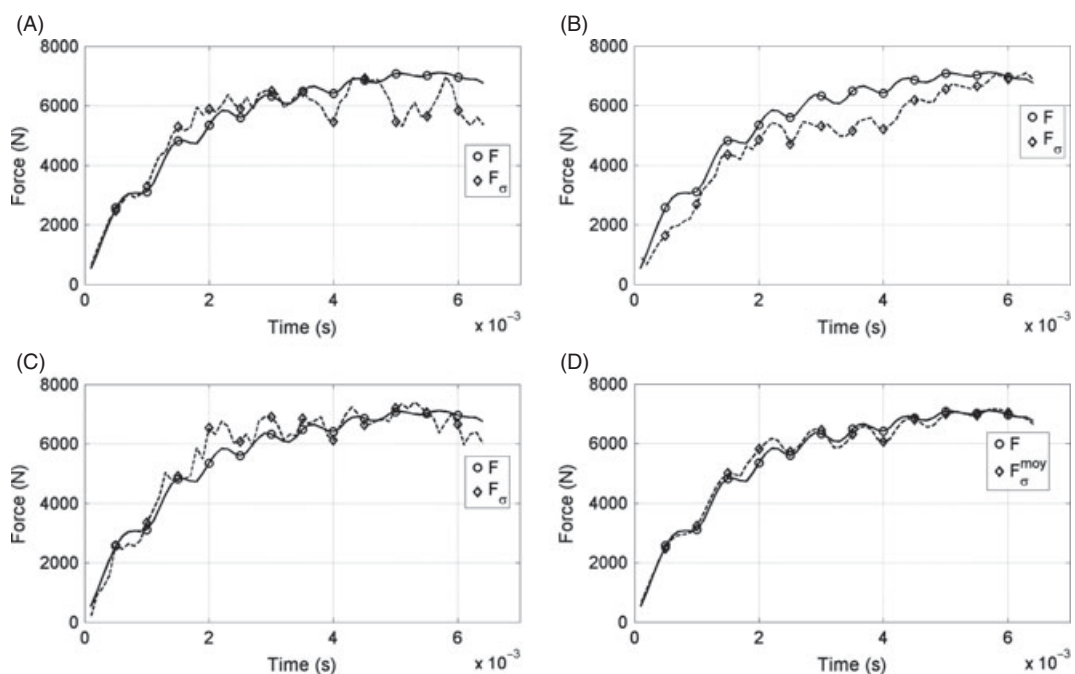 (A)
8000
6000
4000
2000
0
Force (N)
F
F_σ
0 2 4 6
Time (s)
x 10^-3
(B)
8000
6000
4000
2000
0
Force (N)
F
F_σ
0 2 4 6
Time (s)
x 10^-3
(C)
8000
6000
4000
2000
0
Force (N)
F
F_σ
0 2 4 6
Time (s)
x 10^-3
(D)
8000
6000
4000
2000
0
Force (N)
F
F_σ^moy
0 2 4 6
Time (s)
x 10^-3